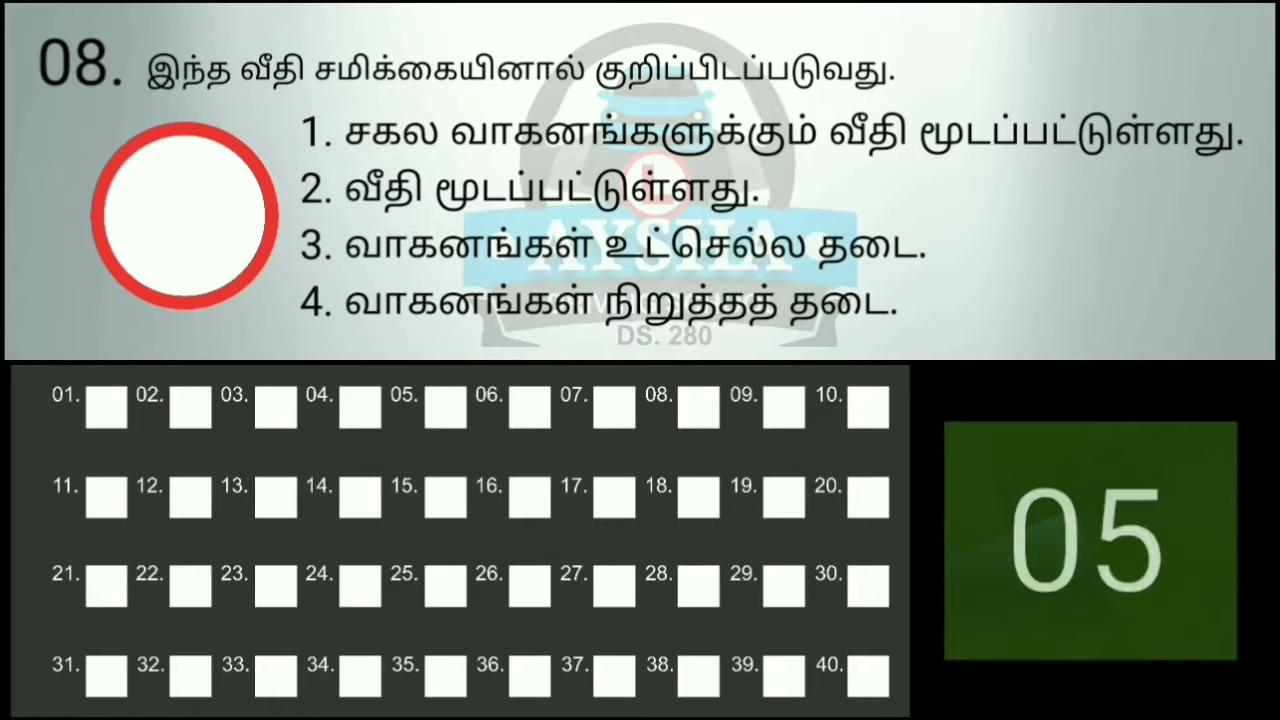 08. இந்த வீதி சமிக்கையினால் குறிப்பிடப்படுவது.
1. சகல வாகனங்களுக்கும் வீதி மூடப்பட்டுள்ளது.
2. வீதி மூடப்பட்டுள்ளது.
3. வாகனங்கள் உட்செல்ல தடை.
4. வாகனங்கள் நிறுத்தத் தடை.
L
AYSHA
DS. 280
01. 02. 03. 04. 05. 06. 07. 08. 09. 10.
11. 12. 13. 14. 15. 16. 17. 18. 19. 20.
21. 22. 23. 24. 25. 26. 27. 28. 29. 30.
31. 32. 33. 34. 35. 36. 37. 38. 39. 40.
05